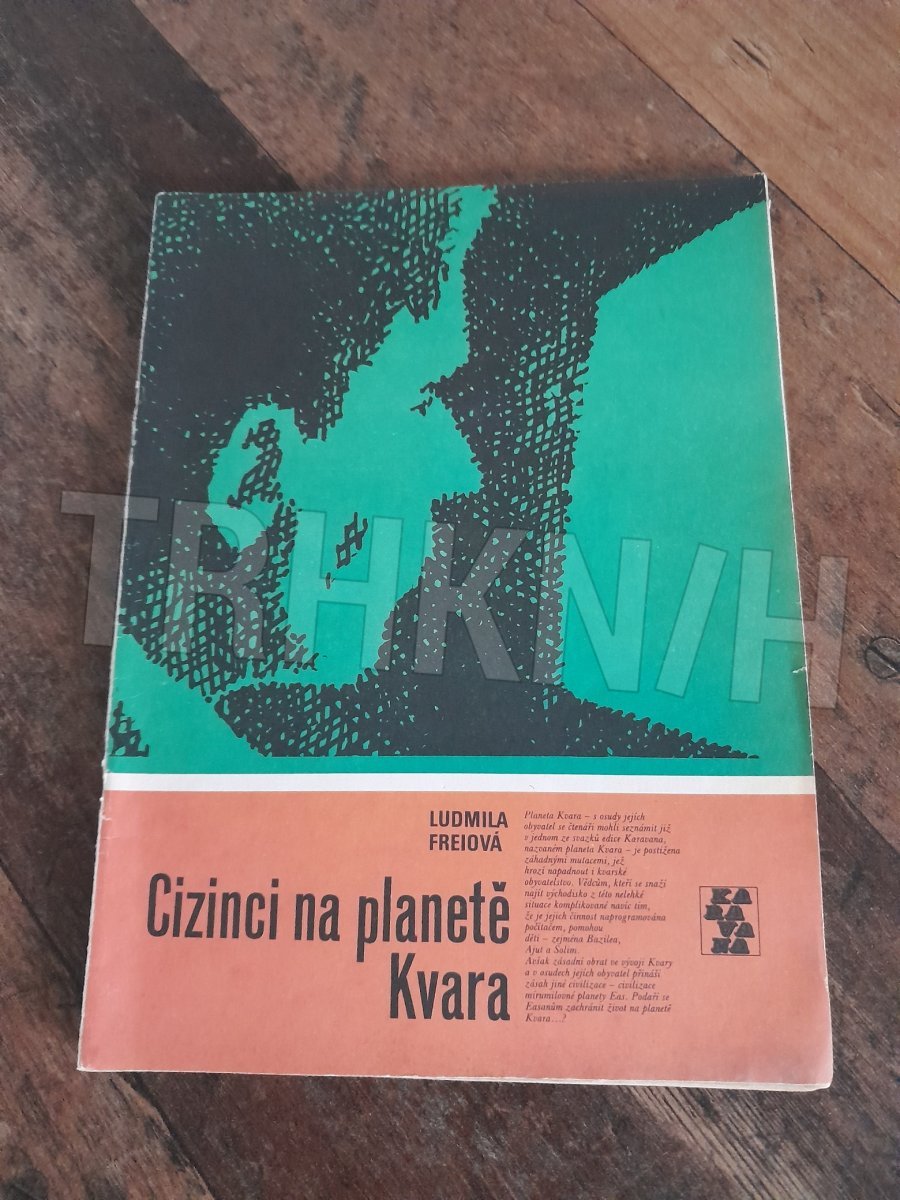 LUDMILA
FREIOVÁ
Cizinci na planetě
Kvara
Planeta Kvara – s osudy jejích
obyvatel se čtenáři mohli seznámit již
v jednom ze svazků edice Karavana,
nazvaném planeta Kvara – je postižena
záhadnými mutacemi, jež
hrozí napadnout i kvarské
obyvatelstvo. Vědcům, kteří se snaží
najít východisko z této nelehké
situace komplikované navíc tím,
že je jejich činnost naprogramována
počítačem, pomohou
děti – zejména Bazilea,
Ajut a Solim.
Avšak zásadní obrat ve vývoji Kvary
a v osudech jejích obyvatel přináší
zásah jiné civilizace – civilizace
mírumilovné planety Eas. Podaří se
Easanům zachránit život na planetě
Kvara...?
KA
RAVA
NA
TRHKN/H